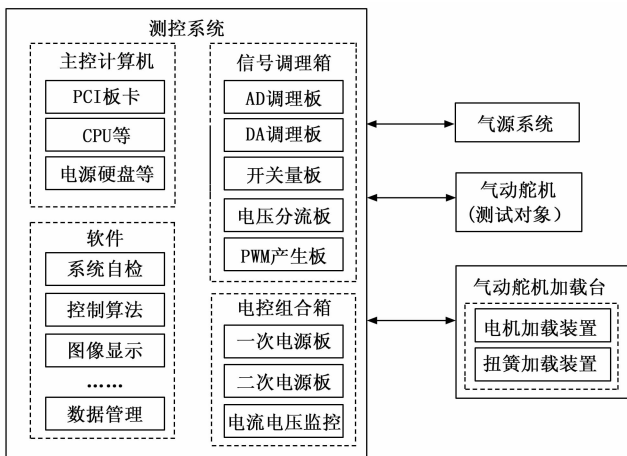 测控系统
主控计算机
PCI板卡
CPU等
电源硬盘等
软件
系统自检
控制算法
图像显示
……
数据管理
信号调理箱
AD调理板
DA调理板
开关量板
电压分流板
PWM产生板
电控组合箱
一次电源板
二次电源板
电流电压监控
气源系统
气动舵机
(测试对象)
气动舵机加载台
电机加载装置
扭簧加载装置